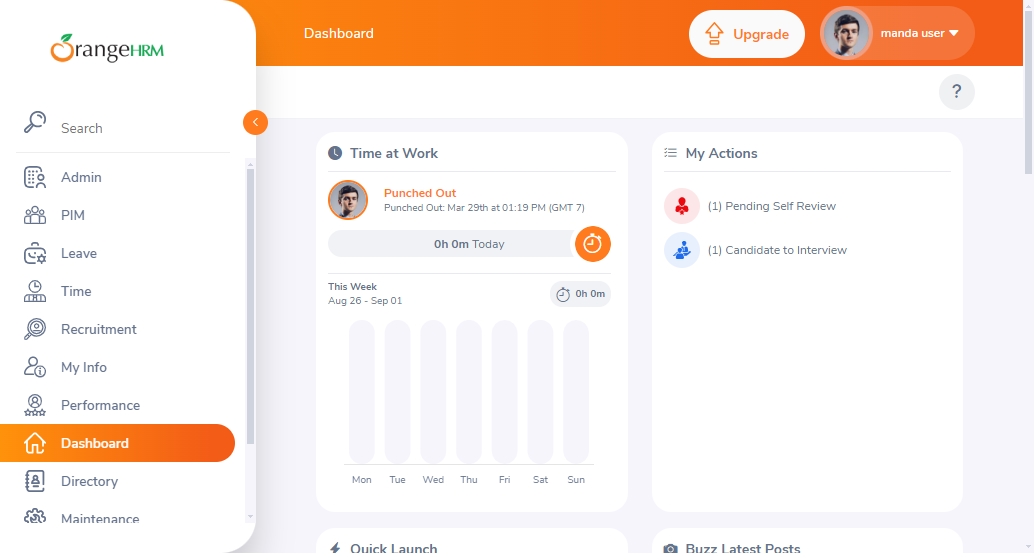 OrangeHRM
Search
Admin
PIM
Leave
Time
Recruitment
My Info
Performance
Dashboard
Directory
Maintenance
Dashboard
Upgrade
manda user
?
Time at Work
Punched Out
Punched Out: Mar 29th at 01:19 PM (GMT 7)
0h 0m Today
This Week
Aug 26 - Sep 01
0h 0m
Mon Tue Wed Thu Fri Sat Sun
My Actions
(1) Pending Self Review
(1) Candidate to Interview
Quick Launch
Buzz Latest Posts